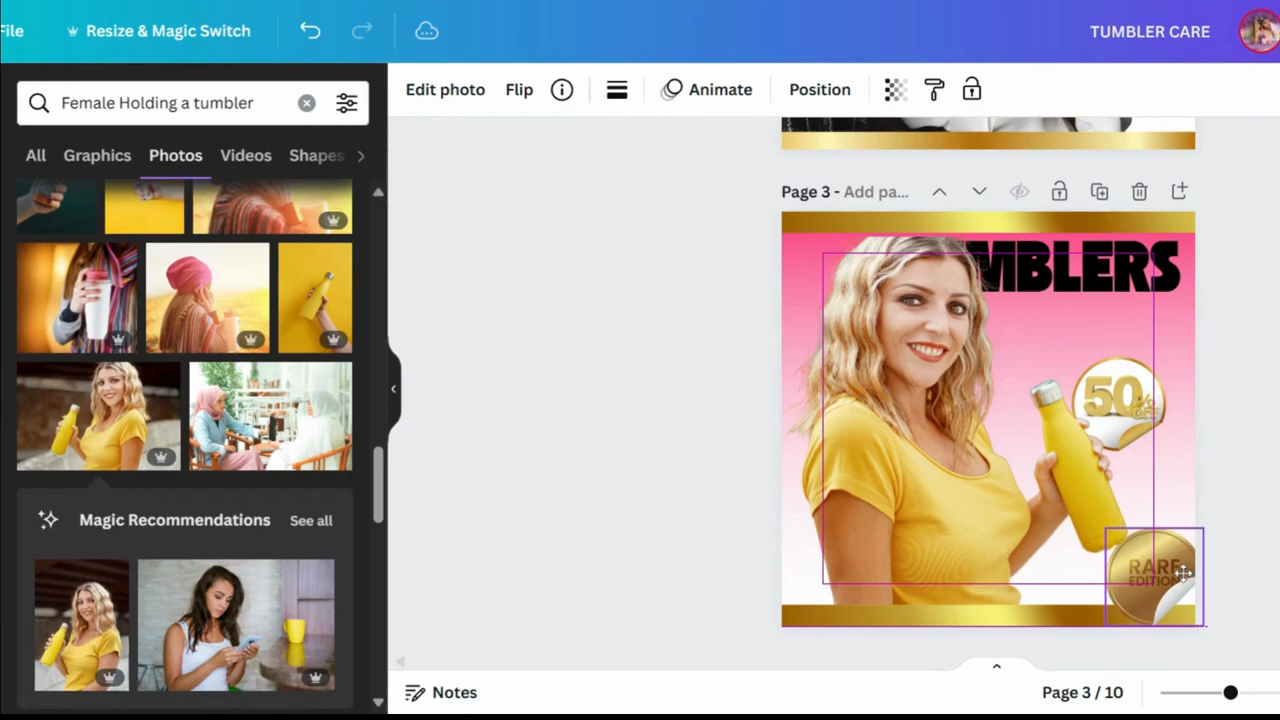 File
Resize & Magic Switch
TUMBLER CARE
Female Holding a tumbler
Edit photo
Flip
Animate
Position
All
Graphics
Photos
Videos
Shapes
Page 3 - Add pa...
MBLERS
50%
OFF
RARE
EDITION
Magic Recommendations
See all
Notes
Page 3 / 10